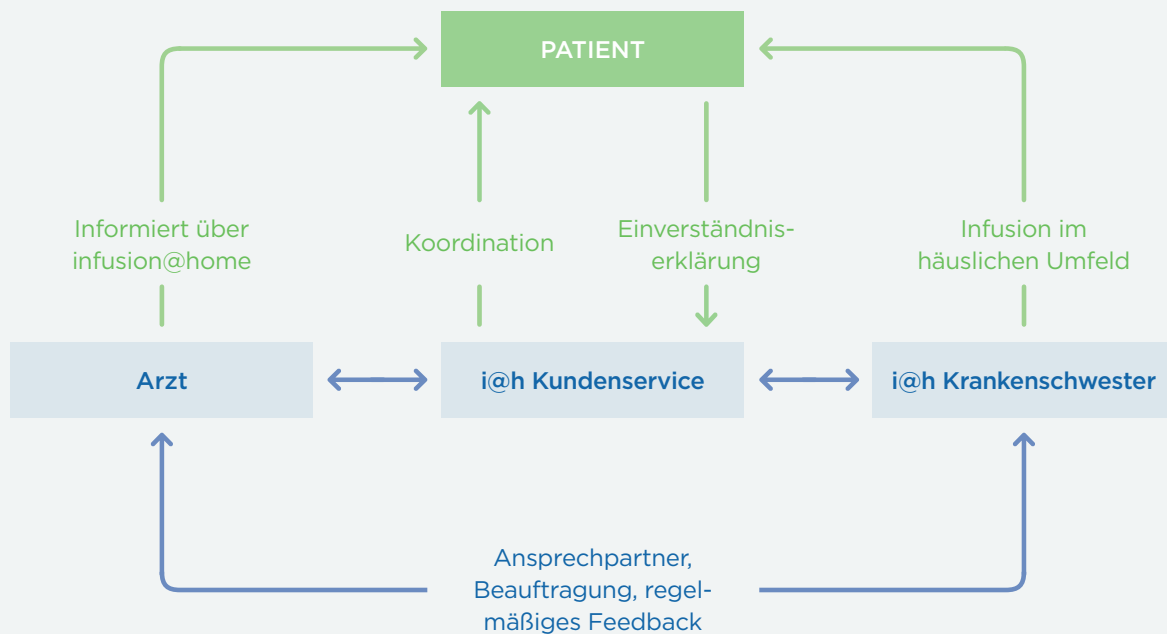 PATIENT
Informiert über
infusion@home
Koordination
Einverständnis-
erklärung
Infusion im
häuslichen Umfeld
Arzt
i@h Kundenservice
i@h Krankenschwester
Ansprechpartner,
Beauftragung, regel-
mäßiges Feedback